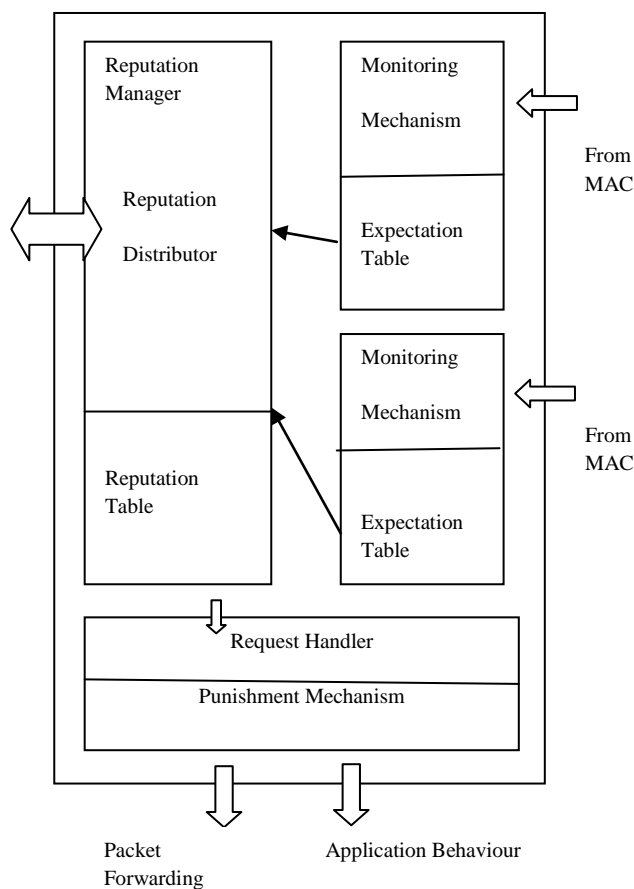 Reputation
Manager
Reputation
Distributor
Reputation
Table
Monitoring
Mechanism
Expectation
Table
From
MAC
Monitoring
Mechanism
Expectation
Table
From
MAC
Request Handler
Punishment Mechanism
Packet
Forwarding
Application Behaviour